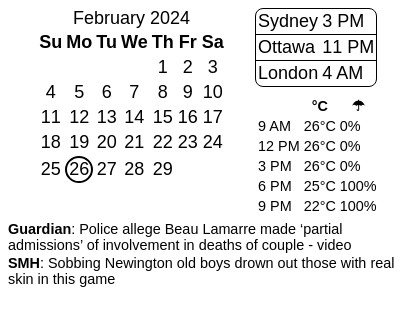 February 2024
Su Mo Tu We Th Fr Sa
1 2 3
4 5 6 7 8 9 10
11 12 13 14 15 16 17
18 19 20 21 22 23 24
25 26 27 28 29
Sydney 3 PM
Ottawa 11 PM
London 4 AM
°C ☂
9 AM 26°C 0%
12 PM 26°C 0%
3 PM 26°C 0%
6 PM 25°C 100%
9 PM 22°C 100%
Guardian: Police allege Beau Lamarre made ‘partial
admissions’ of involvement in deaths of couple - video
SMH: Sobbing Newington old boys drown out those with real
skin in this game